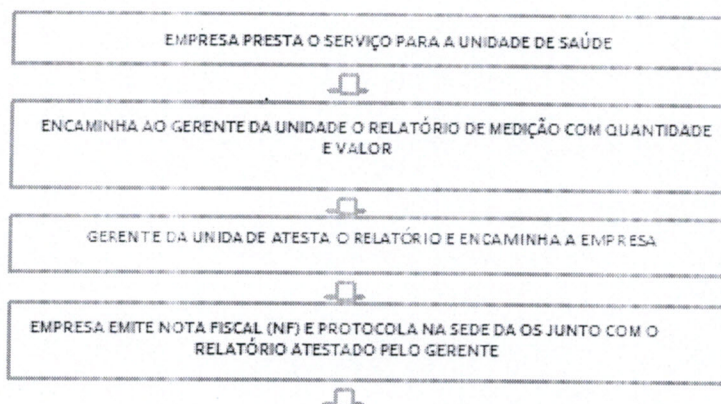 EMPRESA PRESTA O SERVIÇO PARA A UNIDADE DE SAÚDE
ENCAMINHA AO GERENTE DA UNIDADE O RELATÓRIO DE MEDIÇÃO COM QUANTIDADE
E VALOR
GERENTE DA UNIDADE ATESTA O RELATÓRIO E ENCAMINHA A EMPRESA
EMPRESA EMITE NOTA FISCAL (NF) E PROTOCOLA NA SEDE DA OS JUNTO COM O
RELATÓRIO ATESTADO PELO GERENTE